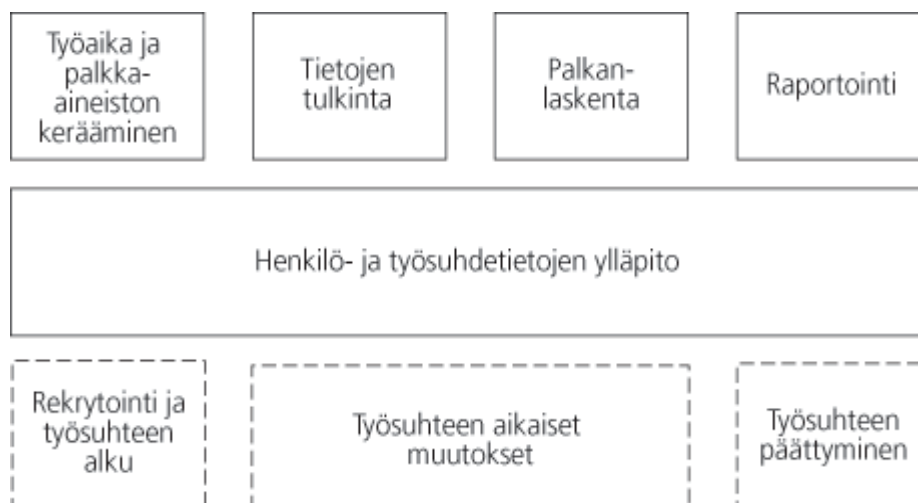 Työaika ja
palkka-
aineiston
kerääminen
Tietojen
tulkinta
Palkan-
laskenta
Raportointi
Henkilö- ja työsuhdetietojen ylläpito
Rekrytointi ja
työsuhteen
alku
Työsuhteen aikaiset
muutokset
Työsuhteen
päättyminen